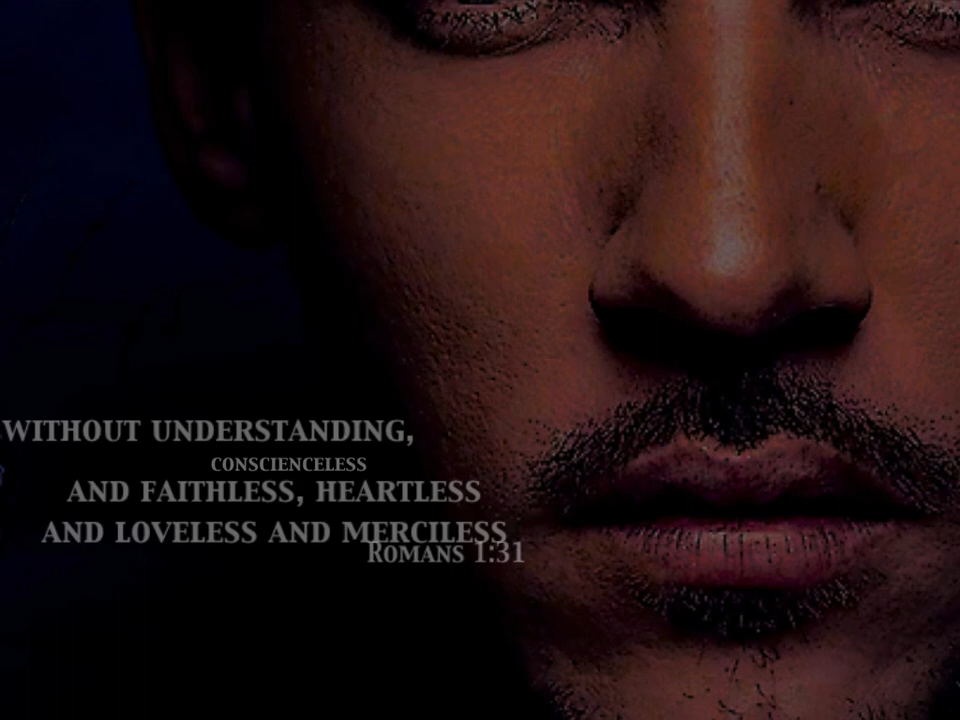 WITHOUT UNDERSTANDING,
CONSCIENCELESS
AND FAITHLESS, HEARTLESS
AND LOVELESS AND MERCILESS
ROMANS 1:31